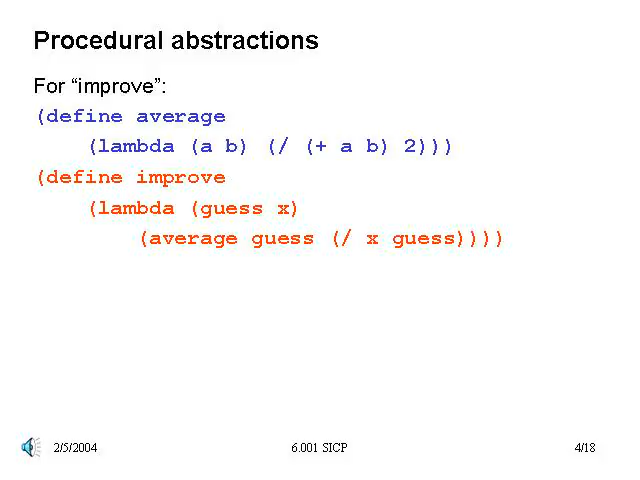 Procedural abstractions
For “improve”:
(define average
(lambda (a b) (/ (+ a b) 2)))
(define improve
(lambda (guess x)
(average guess (/ x guess))))
2/5/2004 6.001 SICP 4/18